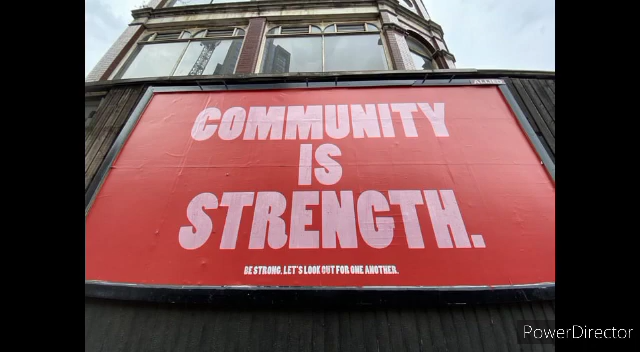 COMMUNITY
IS
STRENGTH.
BE STRONG. LET'S LOOK OUT FOR ONE ANOTHER.
PowerDirector